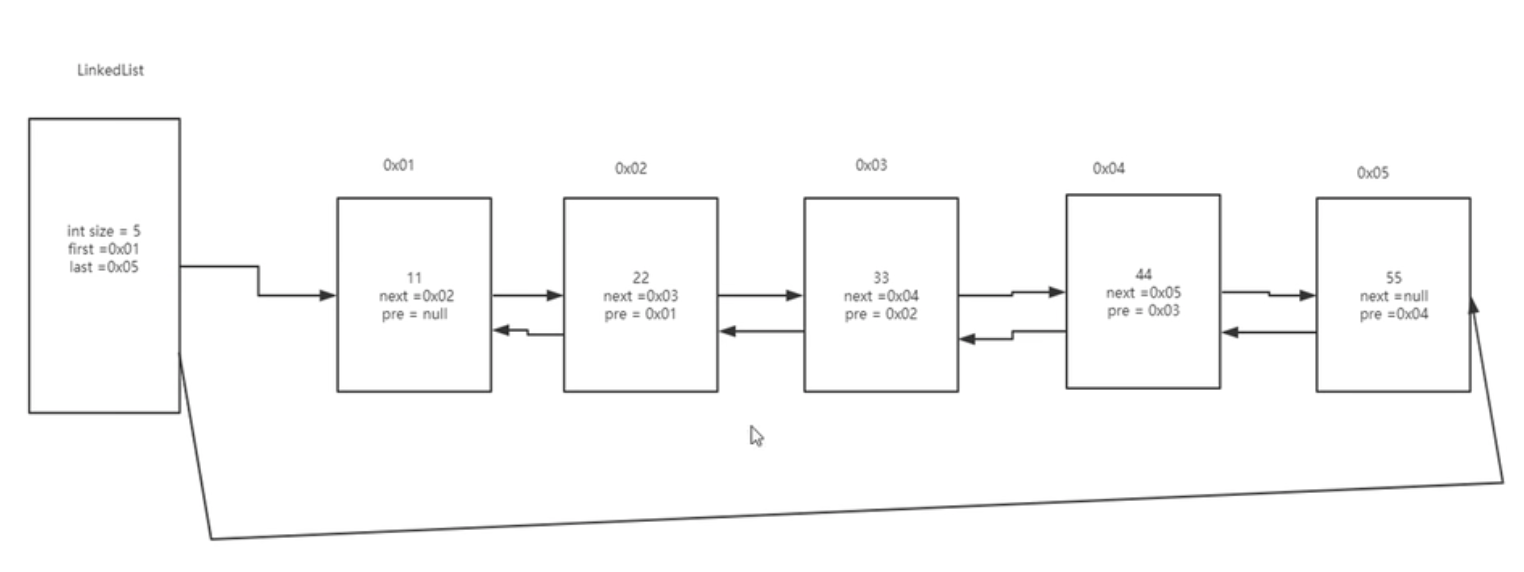 LinkedList
int size = 5
first =0x01
last =0x05
0x01
11
next =0x02
pre = null
0x02
22
next =0x03
pre = 0x01
0x03
33
next =0x04
pre = 0x02
0x04
44
next =0x05
pre = 0x03
0x05
55
next =null
pre =0x04